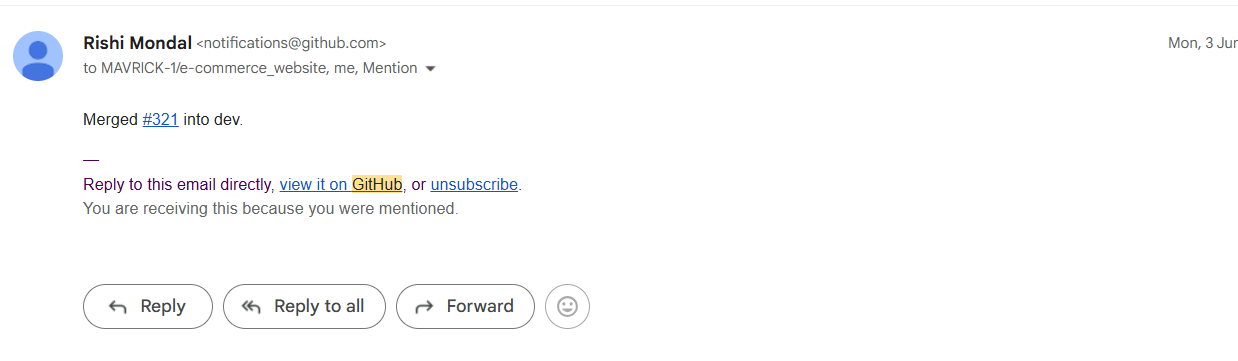 Rishi Mondal <notifications@github.com>
Mon, 3 Jun
to MAVRICK-1/e-commerce_website, me, Mention
Merged #321 into dev.
—
Reply to this email directly, view it on GitHub, or unsubscribe.
You are receiving this because you were mentioned.
Reply
Reply to all
Forward